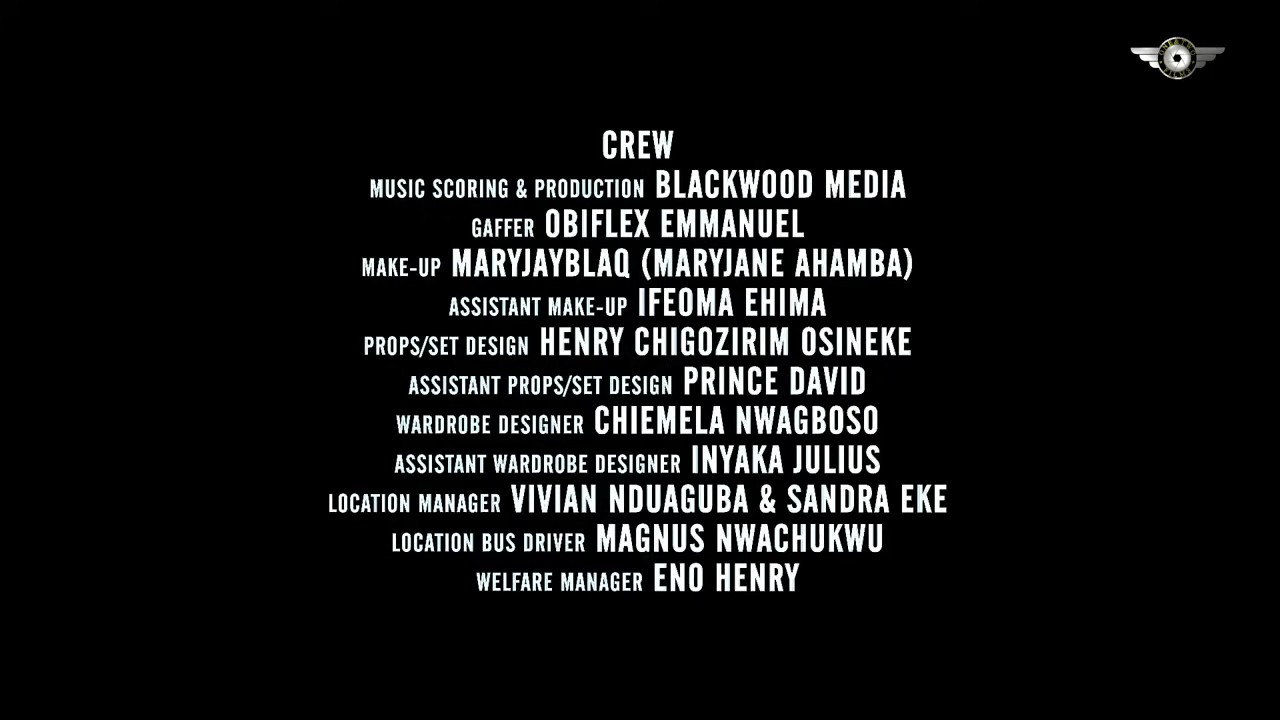 CREW
MUSIC SCORING & PRODUCTION BLACKWOOD MEDIA
GAFFER OBIFLEX EMMANUEL
MAKE-UP MARYJAYBLAQ (MARYJANE AHAMBA)
ASSISTANT MAKE-UP IFEOMA EHIMA
PROPS/SET DESIGN HENRY CHIGOZIRIM OSINEKE
ASSISTANT PROPS/SET DESIGN PRINCE DAVID
WARDROBE DESIGNER CHIEMELA NWAGBOSO
ASSISTANT WARDROBE DESIGNER INYAKA JULIUS
LOCATION MANAGER VIVIAN NDUAGUBA & SANDRA EKE
LOCATION BUS DRIVER MAGNUS NWACHUKWU
WELFARE MANAGER ENO HENRY